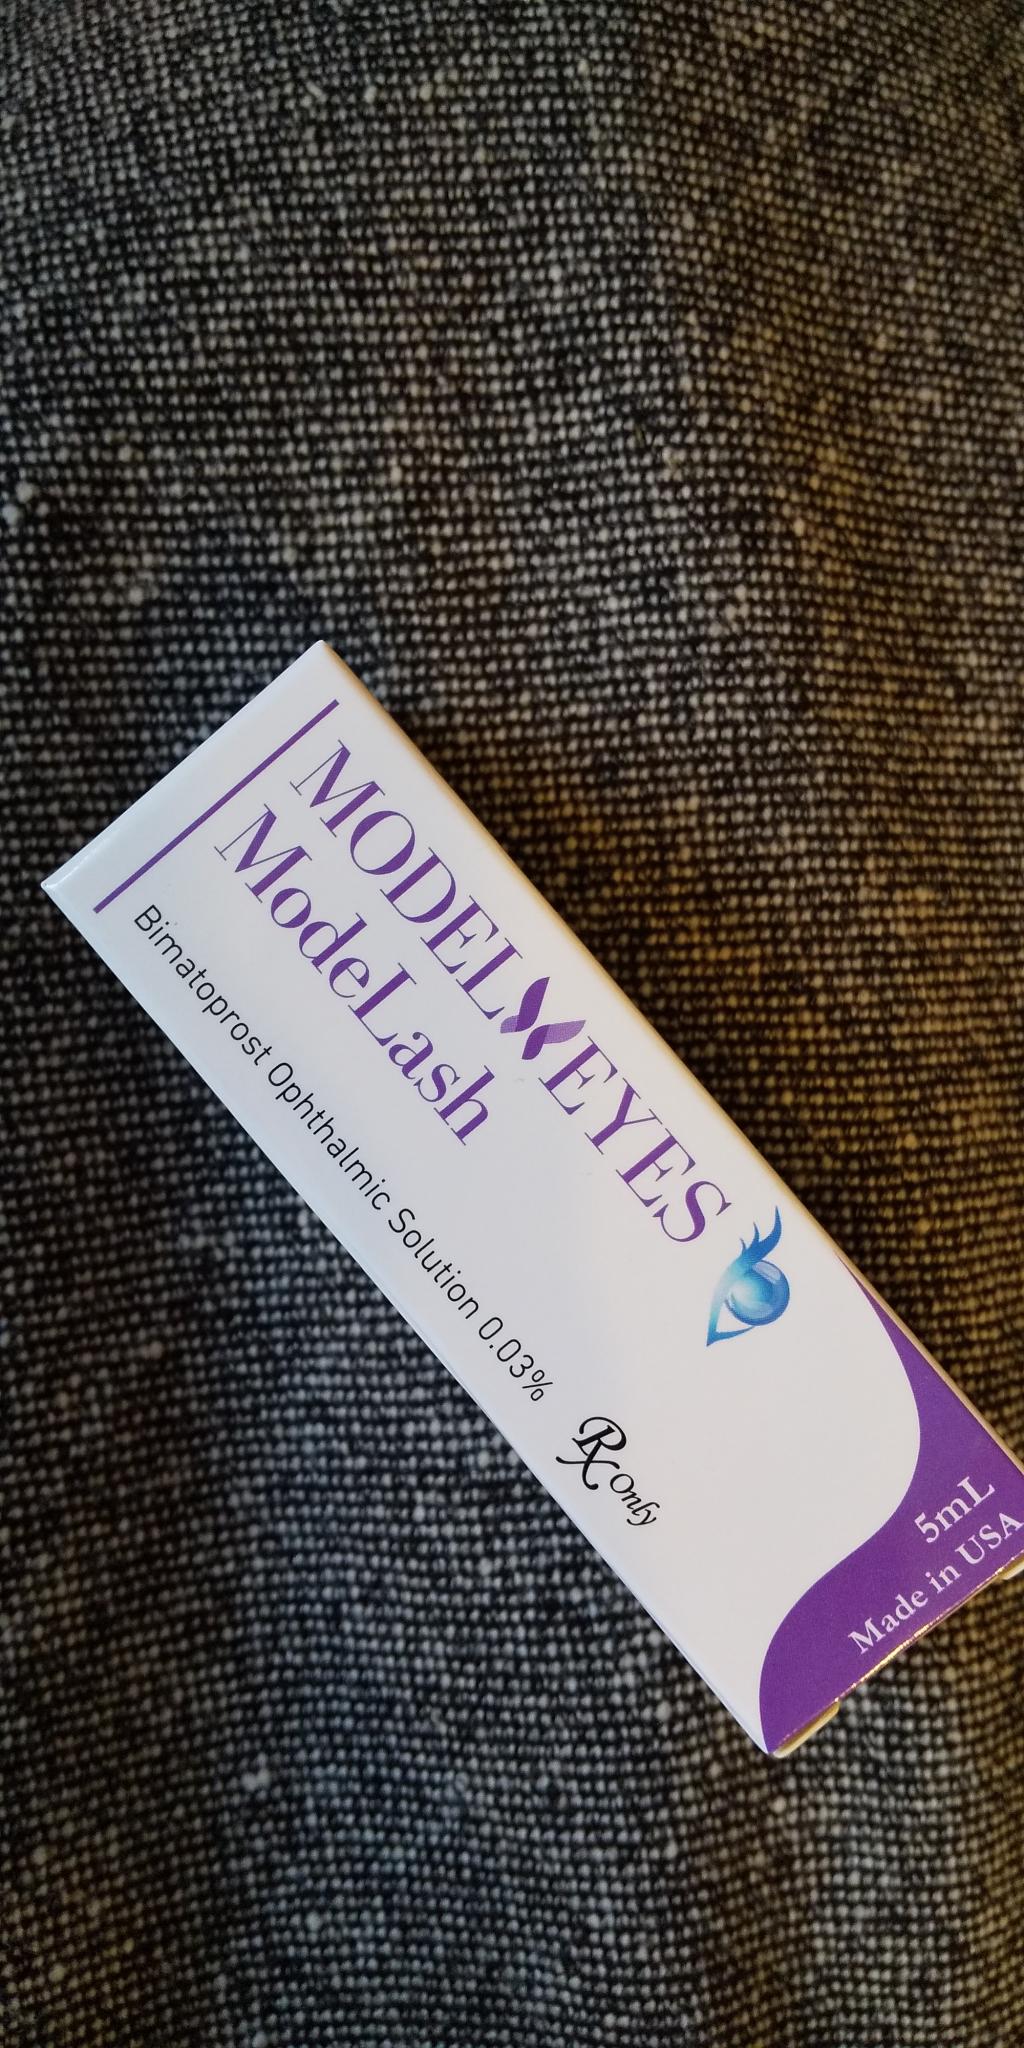 MODEL EYES
ModeLash
Bimatoprost Ophthalmic Solution 0.03%
Rx Only
5mL
Made in USA